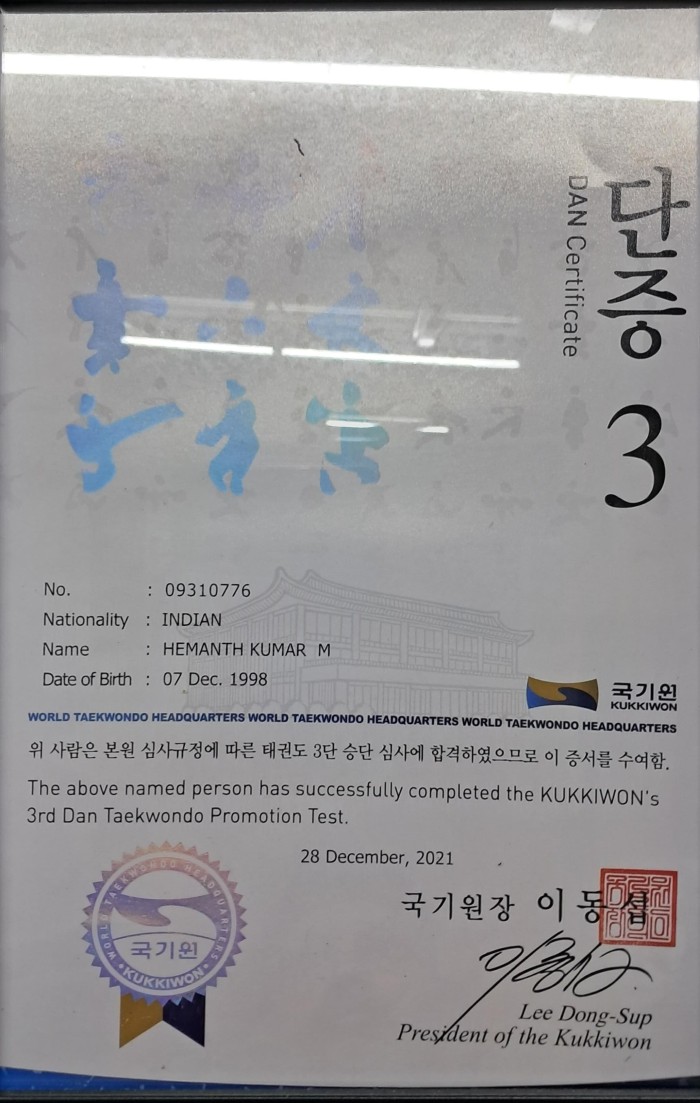 단증
DAN Certificate
3
No. : 09310776
Nationality : INDIAN
Name : HEMANTH KUMAR M
Date of Birth : 07 Dec. 1998
국기원
KUKKIWON
WORLD TAEKWONDO HEADQUARTERS WORLD TAEKWONDO HEADQUARTERS WORLD TAEKWONDO HEADQUARTERS
위 사람은 본원 심사규정에 따른 태권도 3단 승단 심사에 합격하였으므로 이 증서를 수여함.
The above named person has successfully completed the KUKKIWON's
3rd Dan Taekwondo Promotion Test.
28 December, 2021
국기원장 이동섭
Lee Dong-Sup
President of the Kukkiwon
WORLD TAEKWONDO HEADQUARTERS
국기원
KUKKIWON